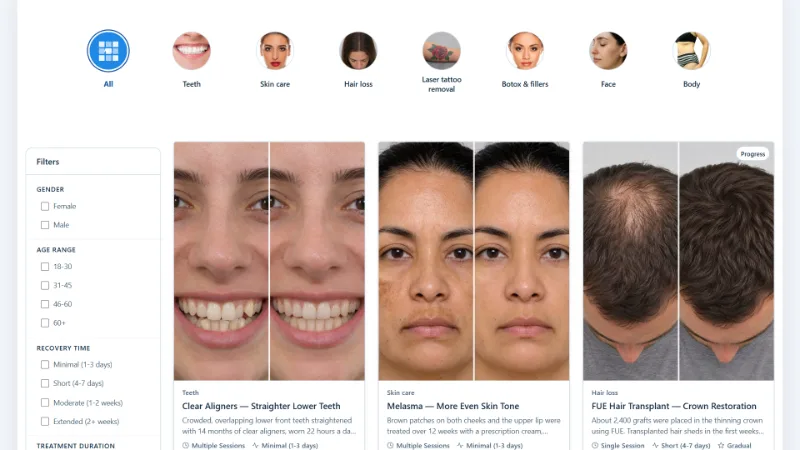 All
Teeth
Skin care
Hair loss
Laser tattoo
removal
Botox & fillers
Face
Body
Filters
GENDER
Female
Male
AGE RANGE
18-30
31-45
46-60
60+
RECOVERY TIME
Minimal (1-3 days)
Short (4-7 days)
Moderate (1-2 weeks)
Extended (2+ weeks)
TREATMENT DURATION
Teeth
Clear Aligners — Straighter Lower Teeth
Crowded, overlapping lower front teeth straightened
with 14 months of clear aligners, worn 22 hours a da...
Multiple Sessions
Minimal (1-3 days)
Skin care
Melasma — More Even Skin Tone
Brown patches on both cheeks and the upper lip were
treated over 12 weeks with a prescription cream....
Multiple Sessions
Minimal (1-3 days)
Progress
Hair loss
FUE Hair Transplant — Crown Restoration
About 2,400 grafts were placed in the thinning crown
using FUE. Transplanted hair sheds in the first weeks...
Single Session
Short (4-7 days)
Gradual